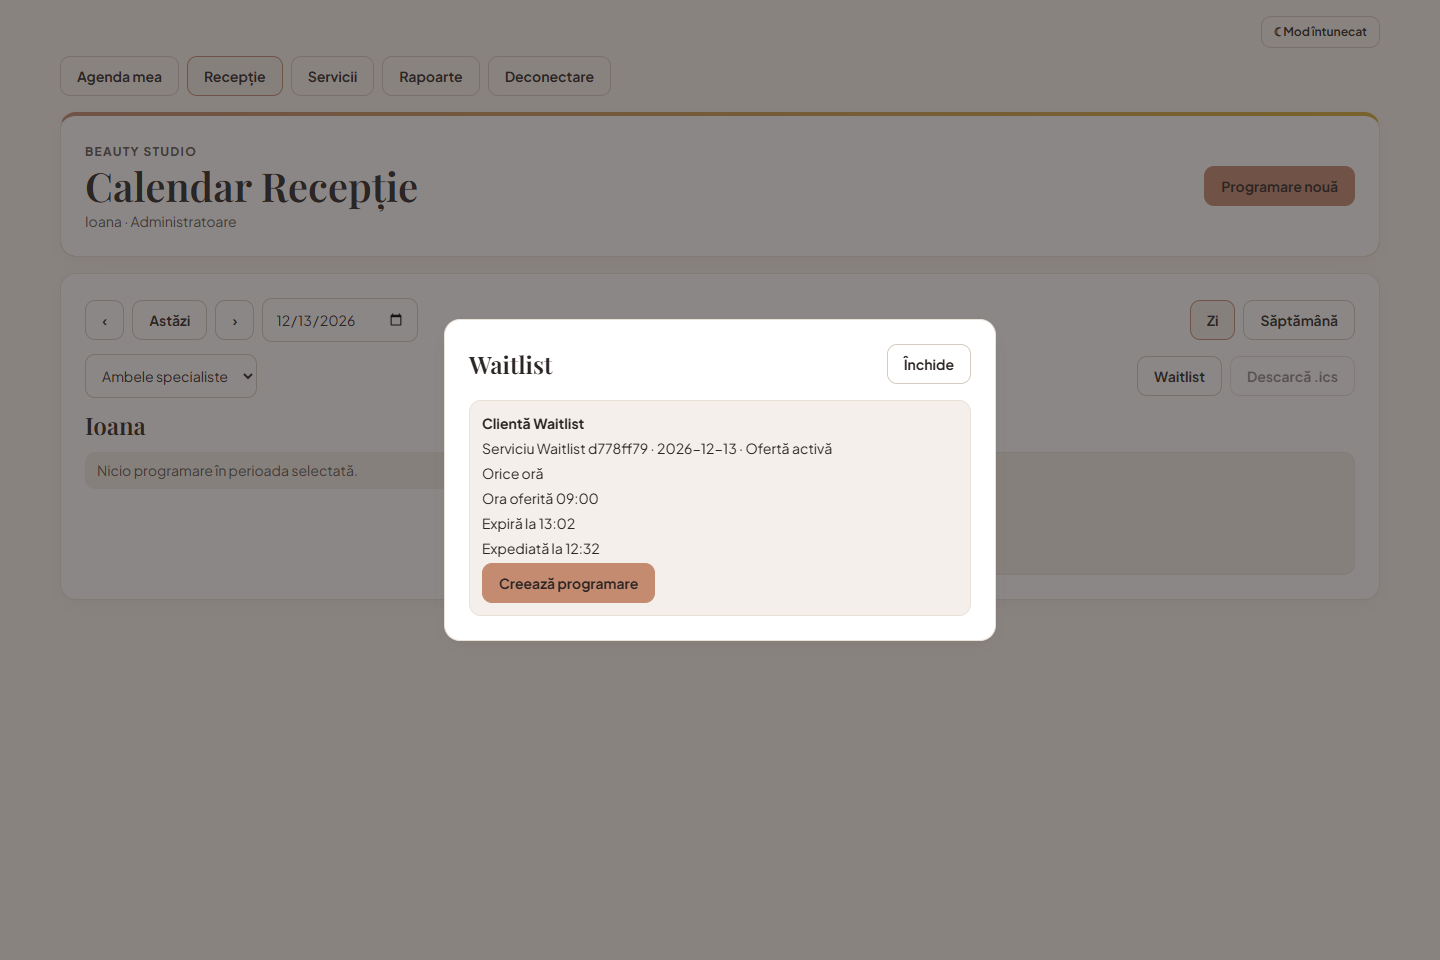 ☾ Mod întunecat
Agenda mea
Recepție
Servicii
Rapoarte
Deconectare
BEAUTY STUDIO
Calendar Recepție
Ioana · Administratoare
Programare nouă
‹
Astăzi
›
12/13/2026
Zi
Săptămână
Ambele specialiste
Waitlist
Descarcă .ics
Ioana
Nicio programare în perioada selectată.
Waitlist
Închide
Clientă Waitlist
Serviciu Waitlist d778ff79 · 2026-12-13 · Ofertă activă
Orice oră
Ora oferită 09:00
Expiră la 13:02
Expediată la 12:32
Creează programare